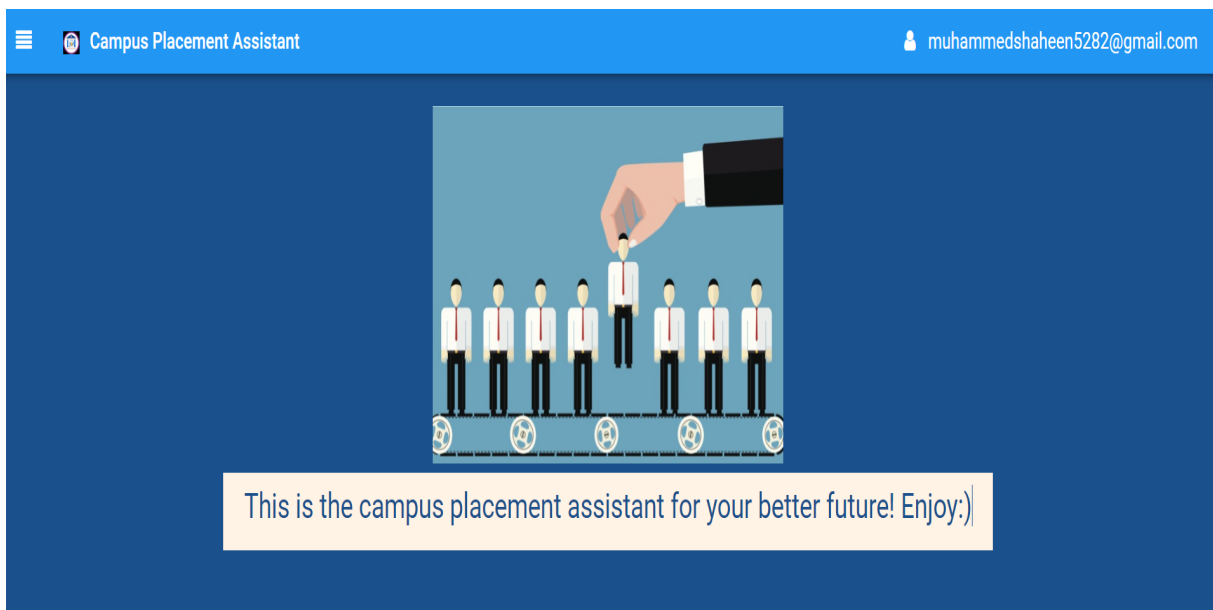 Campus Placement Assistant
muhammedshaheen5282@gmail.com
This is the campus placement assistant for your better future! Enjoy:)